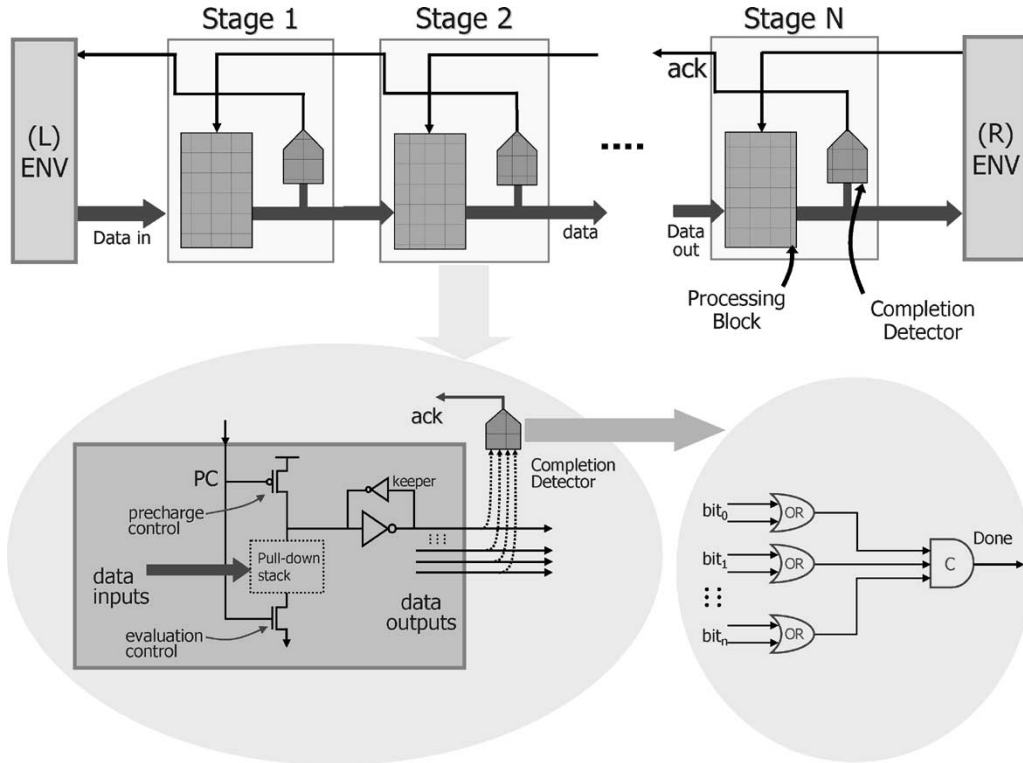 Stage 1
Stage 2
Stage N
(L)
ENV
ack
(R)
ENV
Data in
data
Data
out
Processing
Block
Completion
Detector
ack
PC
keeper
Completion
Detector
precharge
control
Pull-down
stack
data
inputs
data
outputs
evaluation
control
bit0
OR
bit1
OR
bitn
OR
C
Done